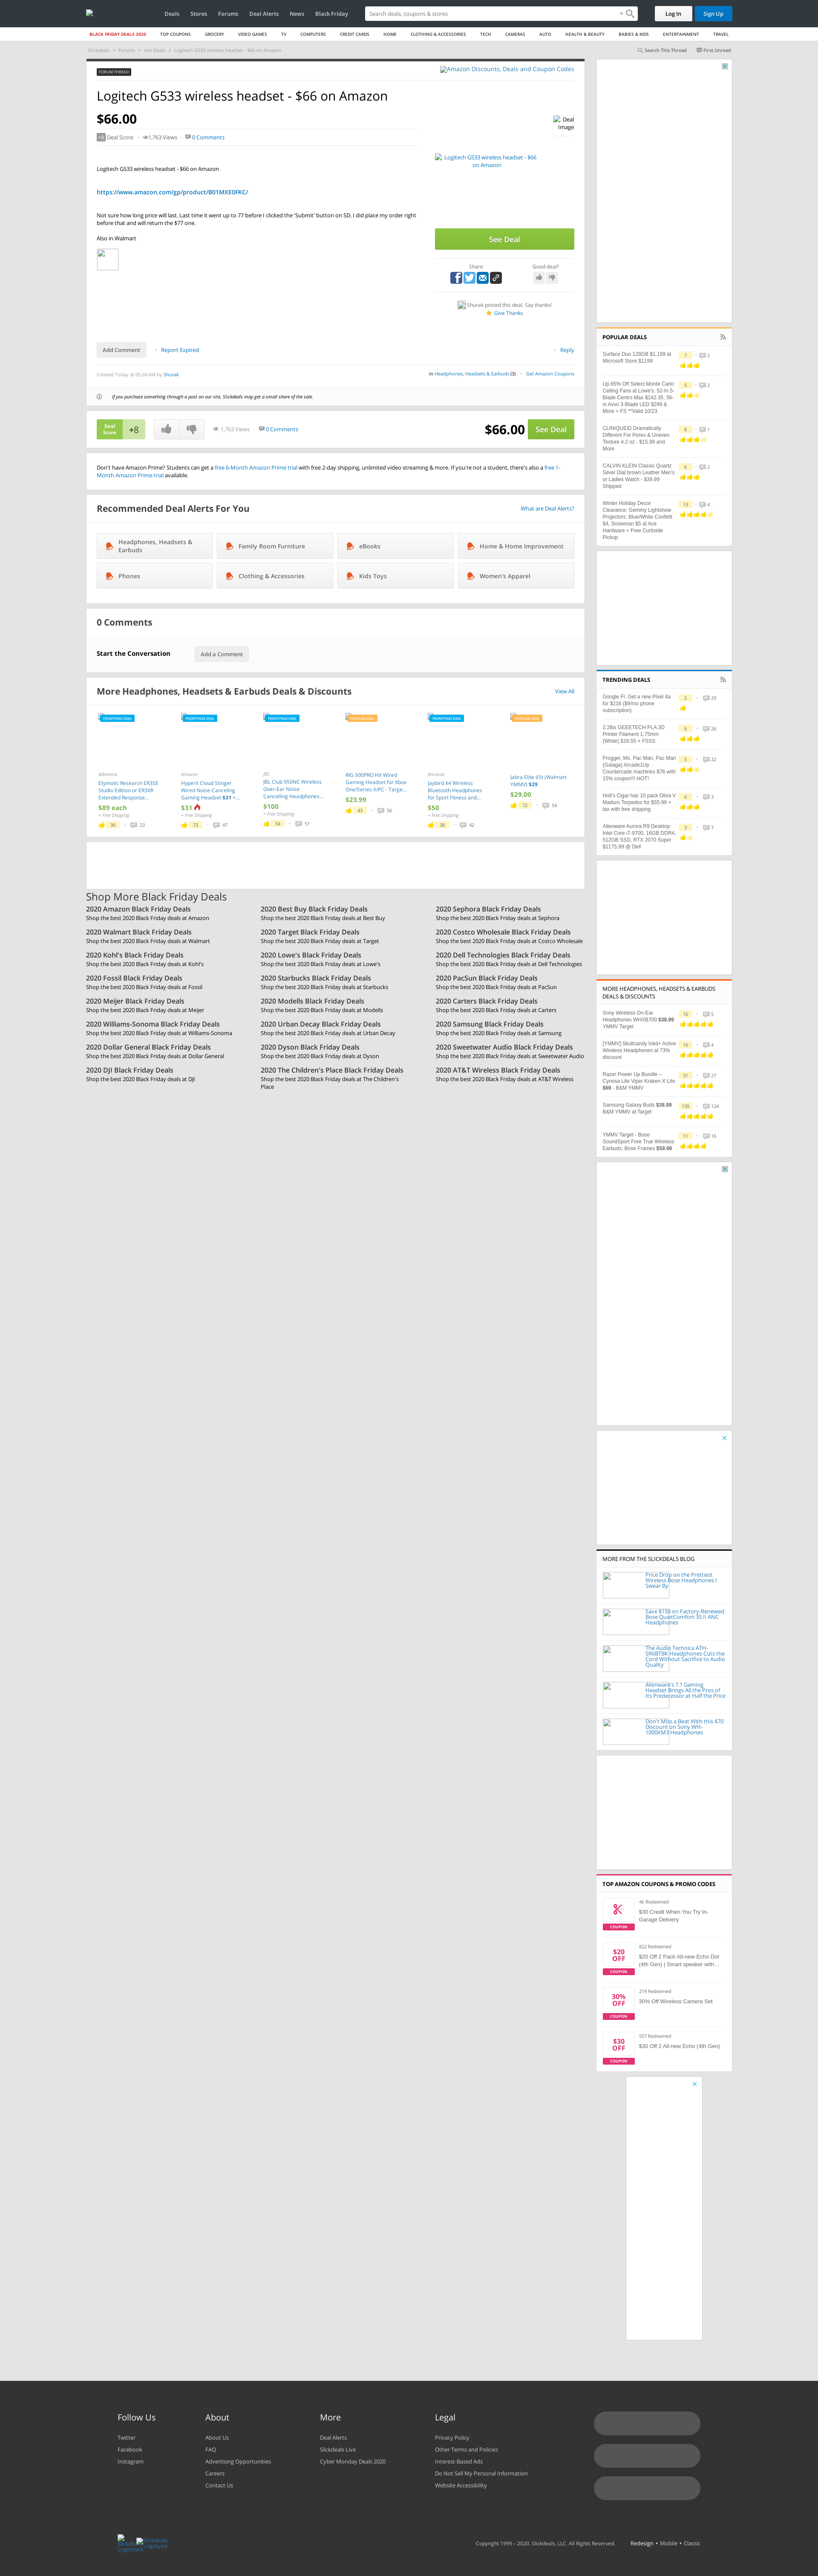 Deals
Stores
Forums
Deal Alerts
News
Black Friday
Search deals, coupons & stores
Log In
Sign Up
BLACK FRIDAY DEALS 2020
TOP COUPONS
GROCERY
VIDEO GAMES
TV
COMPUTERS
CREDIT CARDS
HOME
CLOTHING & ACCESSORIES
TECH
CAMERAS
AUTO
HEALTH & BEAUTY
BABIES & KIDS
ENTERTAINMENT
TRAVEL
Slickdeals
Forums
Hot Deals
Logitech G533 wireless headset - $66 on Amazon
Search This Thread
First Unread
FORUM THREAD
Amazon Discounts, Deals and Coupon Codes
Logitech G533 wireless headset - $66 on Amazon
$66.00
+8 Deal Score
1,763 Views
0 Comments
Deal
Image
Logitech G533 wireless headset - $66
on Amazon
Logitech G533 wireless headset - $66 on Amazon
https://www.amazon.com/gp/product/B01MXE0FKC/
Not sure how long price will last. Last time it went up to 77 before I clicked the 'Submit' button on SD. I did place my order right
before that and will return the $77 one.
Also in Walmart
See Deal
Share
Good deal?
Shurak posted this deal. Say thanks!
Give Thanks
Add Comment
Report Expired
Reply
Created Today at 05:24 AM by Shurak
in Headphones, Headsets & Earbuds (3)
Get Amazon Coupons
If you purchase something through a post on our site, Slickdeals may get a small share of the sale.
Deal
Score
+8
1,763 Views
0 Comments
$66.00
See Deal
Don't have Amazon Prime? Students can get a free 6-Month Amazon Prime trial with free 2-day shipping, unlimited video streaming & more. If you're not a student, there's also a free 1-
Month Amazon Prime trial available.
Recommended Deal Alerts For You
What are Deal Alerts?
Headphones, Headsets &
Earbuds
Family Room Furniture
eBooks
Home & Home Improvement
Phones
Clothing & Accessories
Kids Toys
Women's Apparel
0 Comments
Start the Conversation
Add a Comment
More Headphones, Headsets & Earbuds Deals & Discounts
View All
FRONTPAGE DEAL
Adorama
Etymotic Research ER3SE
Studio Edition or ER3XR
Extended Response...
$89 each
+ Free Shipping
36
23
FRONTPAGE DEAL
Amazon
HyperX Cloud Stinger
Wired Noise Canceling
Gaming Headset $31 +...
$31
+ Free Shipping
73
47
FRONTPAGE DEAL
JBL
JBL Club 950NC Wireless
Over-Ear Noise
Cancelling Headphones...
$100
+ Free Shipping
54
51
POPULAR DEAL
RIG 500PRO HX Wired
Gaming Headset for Xbox
One/Series X/PC - Targe...
$23.99
43
56
FRONTPAGE DEAL
Amazon
Jaybird X4 Wireless
Bluetooth Headphones
for Sport Fitness and...
$50
+ Free Shipping
38
42
POPULAR DEAL
Jabra Elite 65t (Walmart
YMMV) $29
$29.00
72
54
Shop More Black Friday Deals
2020 Amazon Black Friday Deals
Shop the best 2020 Black Friday deals at Amazon
2020 Best Buy Black Friday Deals
Shop the best 2020 Black Friday deals at Best Buy
2020 Sephora Black Friday Deals
Shop the best 2020 Black Friday deals at Sephora
2020 Walmart Black Friday Deals
Shop the best 2020 Black Friday deals at Walmart
2020 Target Black Friday Deals
Shop the best 2020 Black Friday deals at Target
2020 Costco Wholesale Black Friday Deals
Shop the best 2020 Black Friday deals at Costco Wholesale
2020 Kohl's Black Friday Deals
Shop the best 2020 Black Friday deals at Kohl's
2020 Lowe's Black Friday Deals
Shop the best 2020 Black Friday deals at Lowe's
2020 Dell Technologies Black Friday Deals
Shop the best 2020 Black Friday deals at Dell Technologies
2020 Fossil Black Friday Deals
Shop the best 2020 Black Friday deals at Fossil
2020 Starbucks Black Friday Deals
Shop the best 2020 Black Friday deals at Starbucks
2020 PacSun Black Friday Deals
Shop the best 2020 Black Friday deals at PacSun
2020 Meijer Black Friday Deals
Shop the best 2020 Black Friday deals at Meijer
2020 Modells Black Friday Deals
Shop the best 2020 Black Friday deals at Modells
2020 Carters Black Friday Deals
Shop the best 2020 Black Friday deals at Carters
2020 Williams-Sonoma Black Friday Deals
Shop the best 2020 Black Friday deals at Williams-Sonoma
2020 Urban Decay Black Friday Deals
Shop the best 2020 Black Friday deals at Urban Decay
2020 Samsung Black Friday Deals
Shop the best 2020 Black Friday deals at Samsung
2020 Dollar General Black Friday Deals
Shop the best 2020 Black Friday deals at Dollar General
2020 Dyson Black Friday Deals
Shop the best 2020 Black Friday deals at Dyson
2020 Sweetwater Audio Black Friday Deals
Shop the best 2020 Black Friday deals at Sweetwater Audio
2020 DJI Black Friday Deals
Shop the best 2020 Black Friday deals at DJI
2020 The Children's Place Black Friday Deals
Shop the best 2020 Black Friday deals at The Children's
Place
2020 AT&T Wireless Black Friday Deals
Shop the best 2020 Black Friday deals at AT&T Wireless
POPULAR DEALS
Surface Duo 128GB $1,199 at
Microsoft Store $1199
7
2
Up 65% Off Select Monte Carlo
Ceiling Fans at Lowe's: 52-In 5-
Blade Centro Max $142.35, 56-
in Avvo 3-Blade LED $299 &
More + FS **Valid 10/23
5
2
CLINIQUEID Dramatically
Different For Pores & Uneven
Texture 4.2 oz - $15.99 and
More
8
1
CALVIN KLEIN Classic Quartz
Silver Dial brown Leather Men's
or Ladies Watch - $39.99
Shipped
6
2
Winter Holiday Decor
Clearance: Gemmy Lightshow
Projectors: Blue/White Confetti
$4, Snowman $5 at Ace
Hardware + Free Curbside
Pickup
13
4
TRENDING DEALS
Google Fi: Get a new Pixel 4a
for $216 ($9/mo phone
subscription)
2
29
2.2lbs GEEETECH PLA 3D
Printer Filament 1.75mm
(White) $16.55 + FSSS
6
26
Frogger, Ms. Pac Man, Pac Man
(Galaga) Arcade1Up
Countercade machines $76 with
15% coupon!! HOT!
5
22
Holt's Cigar has 10 pack Oliva V
Maduro Torpedos for $55.99 +
tax with free shipping
6
3
Alienware Aurora R9 Desktop:
Intel Core i7-9700, 16GB DDR4,
512GB SSD, RTX 2070 Super
$1175.99 @ Dell
3
7
MORE HEADPHONES, HEADSETS & EARBUDS
DEALS & DISCOUNTS
Sony Wireless On-Ear
Headphones WHXB700 $38.99
YMMV Target
16
5
[YMMV] Skullcandy Inkd+ Active
Wireless Headphones at 73%
discount
16
4
Razer Power Up Bundle –
Cynosa Lite Viper Kraken X Lite
$69 - B&M YMMV
31
27
Samsung Galaxy Buds $39.99
B&M YMMV at Target
135
124
YMMV Target - Bose
SoundSport Free True Wireless
Earbuds, Bose Frames $59.99
11
16
MORE FROM THE SLICKDEALS BLOG
Price Drop on the Prettiest
Wireless Bose Headphones I
Swear By
Save $150 on Factory-Renewed
Bose QuietComfort 35 II ANC
Headphones
The Audio Technica ATH-
SR6BTBK Headphones Cuts the
Cord Without Sacrifice to Audio
Quality
Alienware's 7.1 Gaming
Headset Brings All the Pros of
Its Predecessor at Half the Price
Don't Miss a Beat With this $70
Discount on Sony WH-
1000XM3 Headphones
TOP AMAZON COUPONS & PROMO CODES
COUPON
4k Redeemed
$30 Credit When You Try In-
Garage Delivery
$20
OFF
COUPON
822 Redeemed
$20 Off 2 Pack All-new Echo Dot
(4th Gen) | Smart speaker with...
30%
OFF
COUPON
219 Redeemed
30% Off Wireless Camera Set
$30
OFF
COUPON
557 Redeemed
$30 Off 2 All-new Echo (4th Gen)
Follow Us
Twitter
Facebook
Instagram
About
About Us
FAQ
Advertising Opportunities
Careers
Contact Us
More
Deal Alerts
Slickdeals Live
Cyber Monday Deals 2020
Legal
Privacy Policy
Other Terms and Policies
Interest-Based Ads
Do Not Sell My Personal Information
Website Accessibility
Slickdeals
Logotype
Copyright 1999 – 2020. Slickdeals, LLC. All Rights Reserved.
Redesign • Mobile • Classic